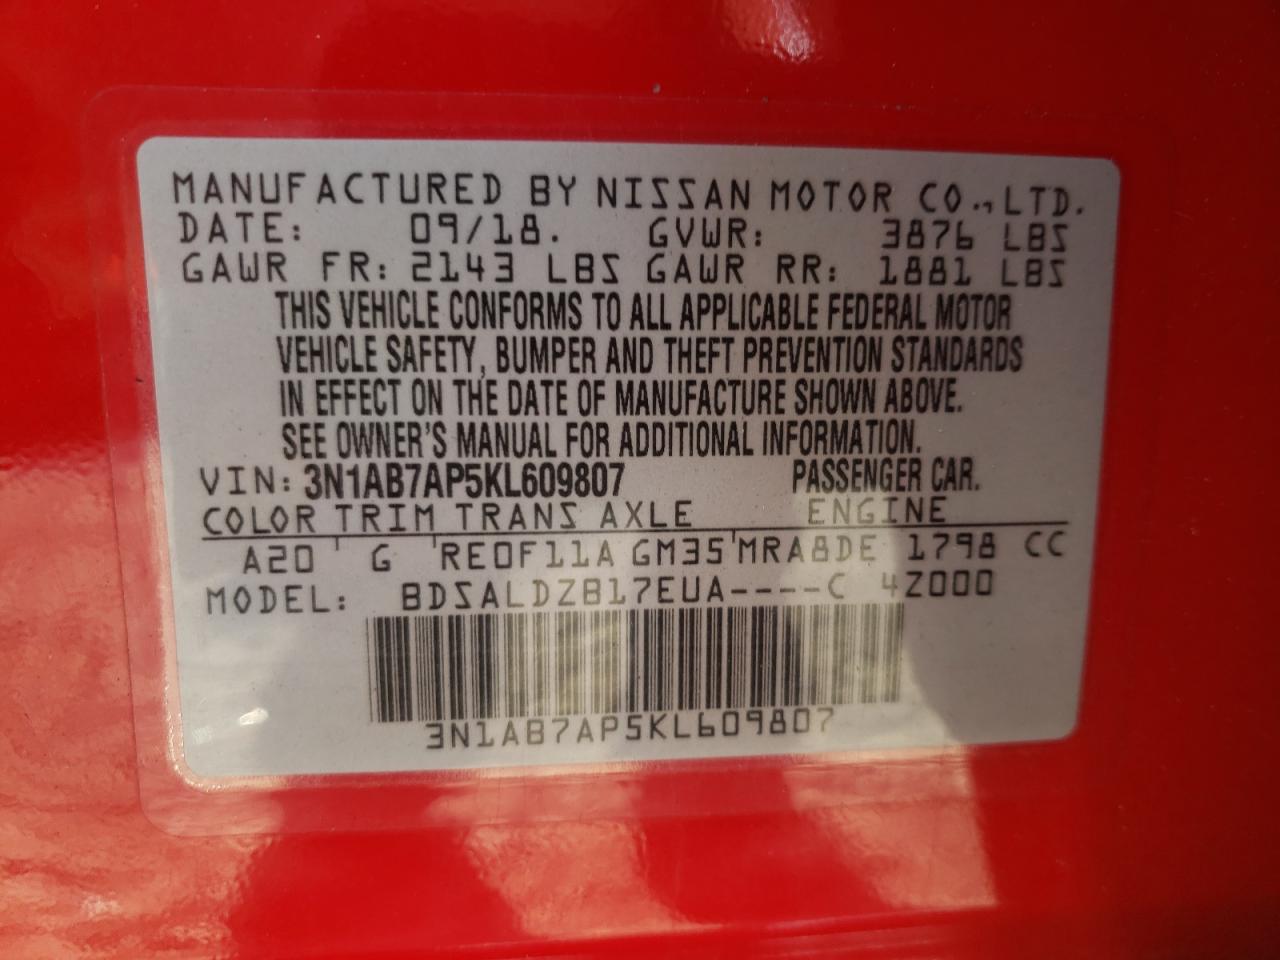 MANUFACTURED BY NISSAN MOTOR CO., LTD.
DATE: 09/18. GVWR: 3876 LBS
GAWR FR: 2143 LBS GAWR RR: 1881 LBS
THIS VEHICLE CONFORMS TO ALL APPLICABLE FEDERAL MOTOR
VEHICLE SAFETY, BUMPER AND THEFT PREVENTION STANDARDS
IN EFFECT ON THE DATE OF MANUFACTURE SHOWN ABOVE.
SEE OWNER'S MANUAL FOR ADDITIONAL INFORMATION.
VIN: 3N1AB7AP5KL609807 PASSENGER CAR.
COLOR TRIM TRANS AXLE ENGINE
A20 G RE0F11A GM35 MRA8DE 1798 CC
MODEL: BDSALDZB17EUA----C 4Z000
3N1AB7AP5KL609807